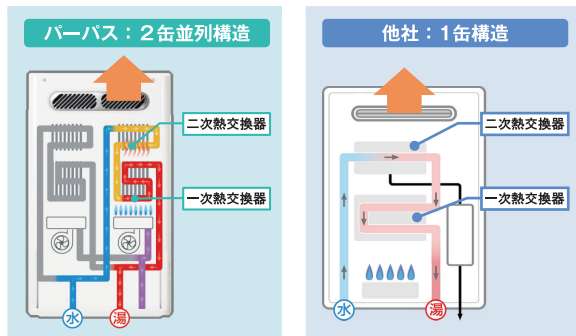 パーパス：２缶並列構造
二次熱交換器
一次熱交換器
水
湯
他社：１缶構造
二次熱交換器
一次熱交換器
水
湯